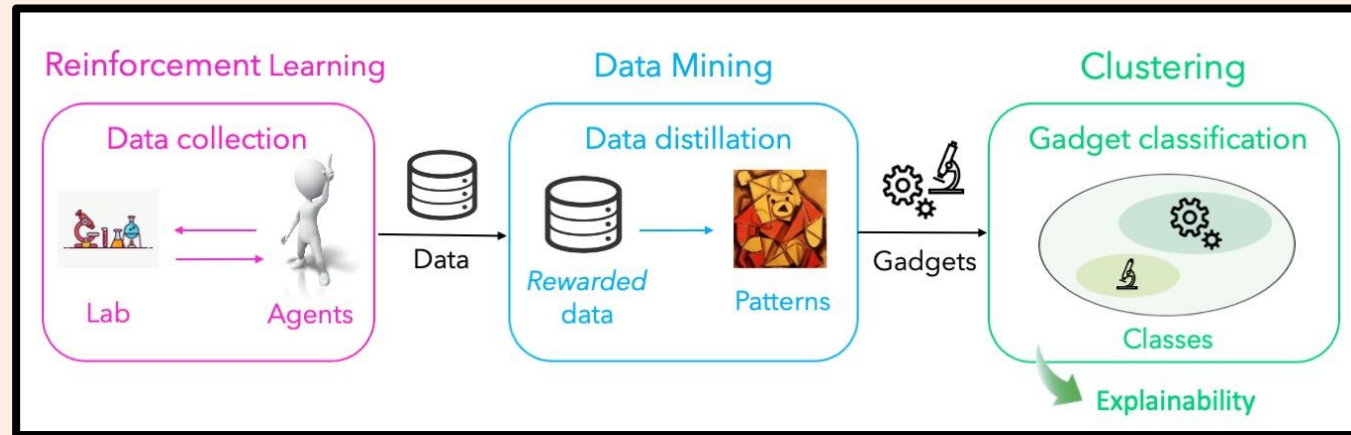 Reinforcement Learning
Data collection
Lab
Agents
Data
Data Mining
Data distillation
Rewarded
data
Patterns
Gadgets
Clustering
Gadget classification
Classes
Explainability